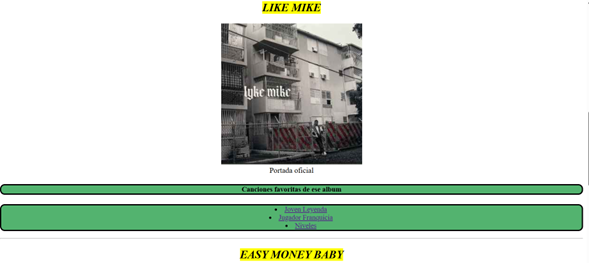 LIKE MIKE
lyke mike
Portada oficial
Canciones favoritas de ese album
Joven Leyenda
Jugador Franquicia
Niveles
EASY MONEY BABY